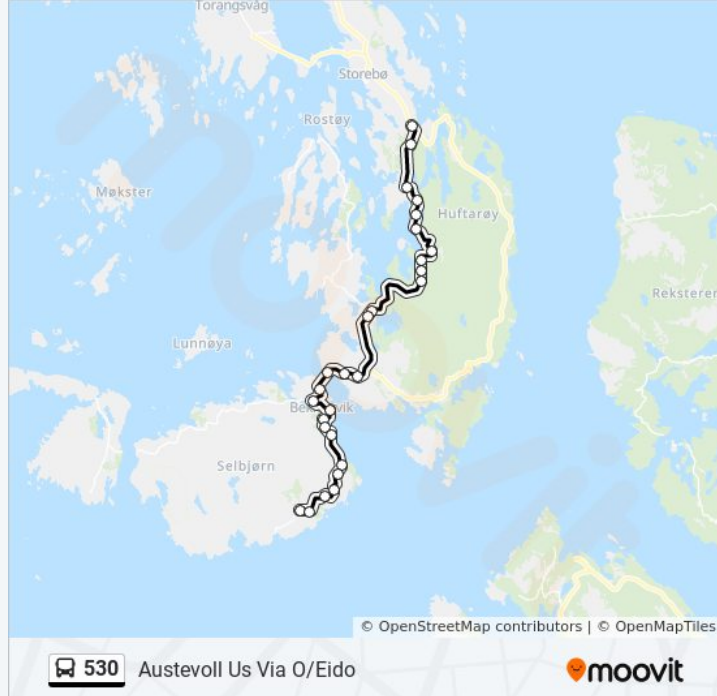 Torangsvåg
Storebø
Rostøy
Møkster
Huftarøy
Reksteren
Lunnøya
Selbjørn
© OpenStreetMap contributors | © OpenMapTiles
530 Austevoll Us Via O/Eido
moovit